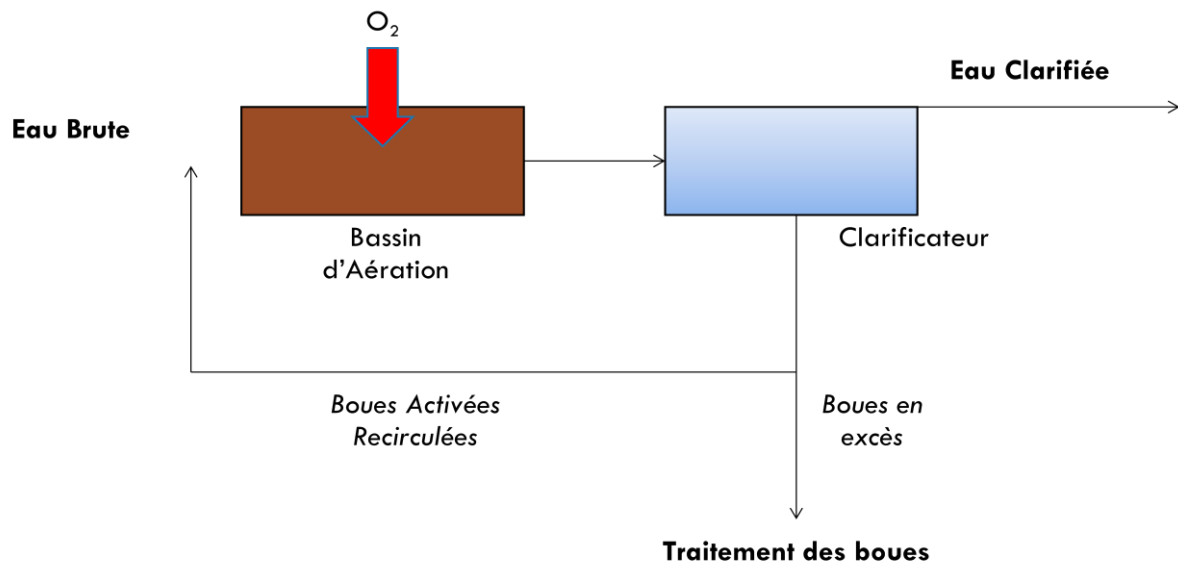 O₂
Eau Clarifiée
Eau Brute
Bassin
d'Aération
Clarificateur
Boues Activées
Recirculées
Boues en
excès
Traitement des boues